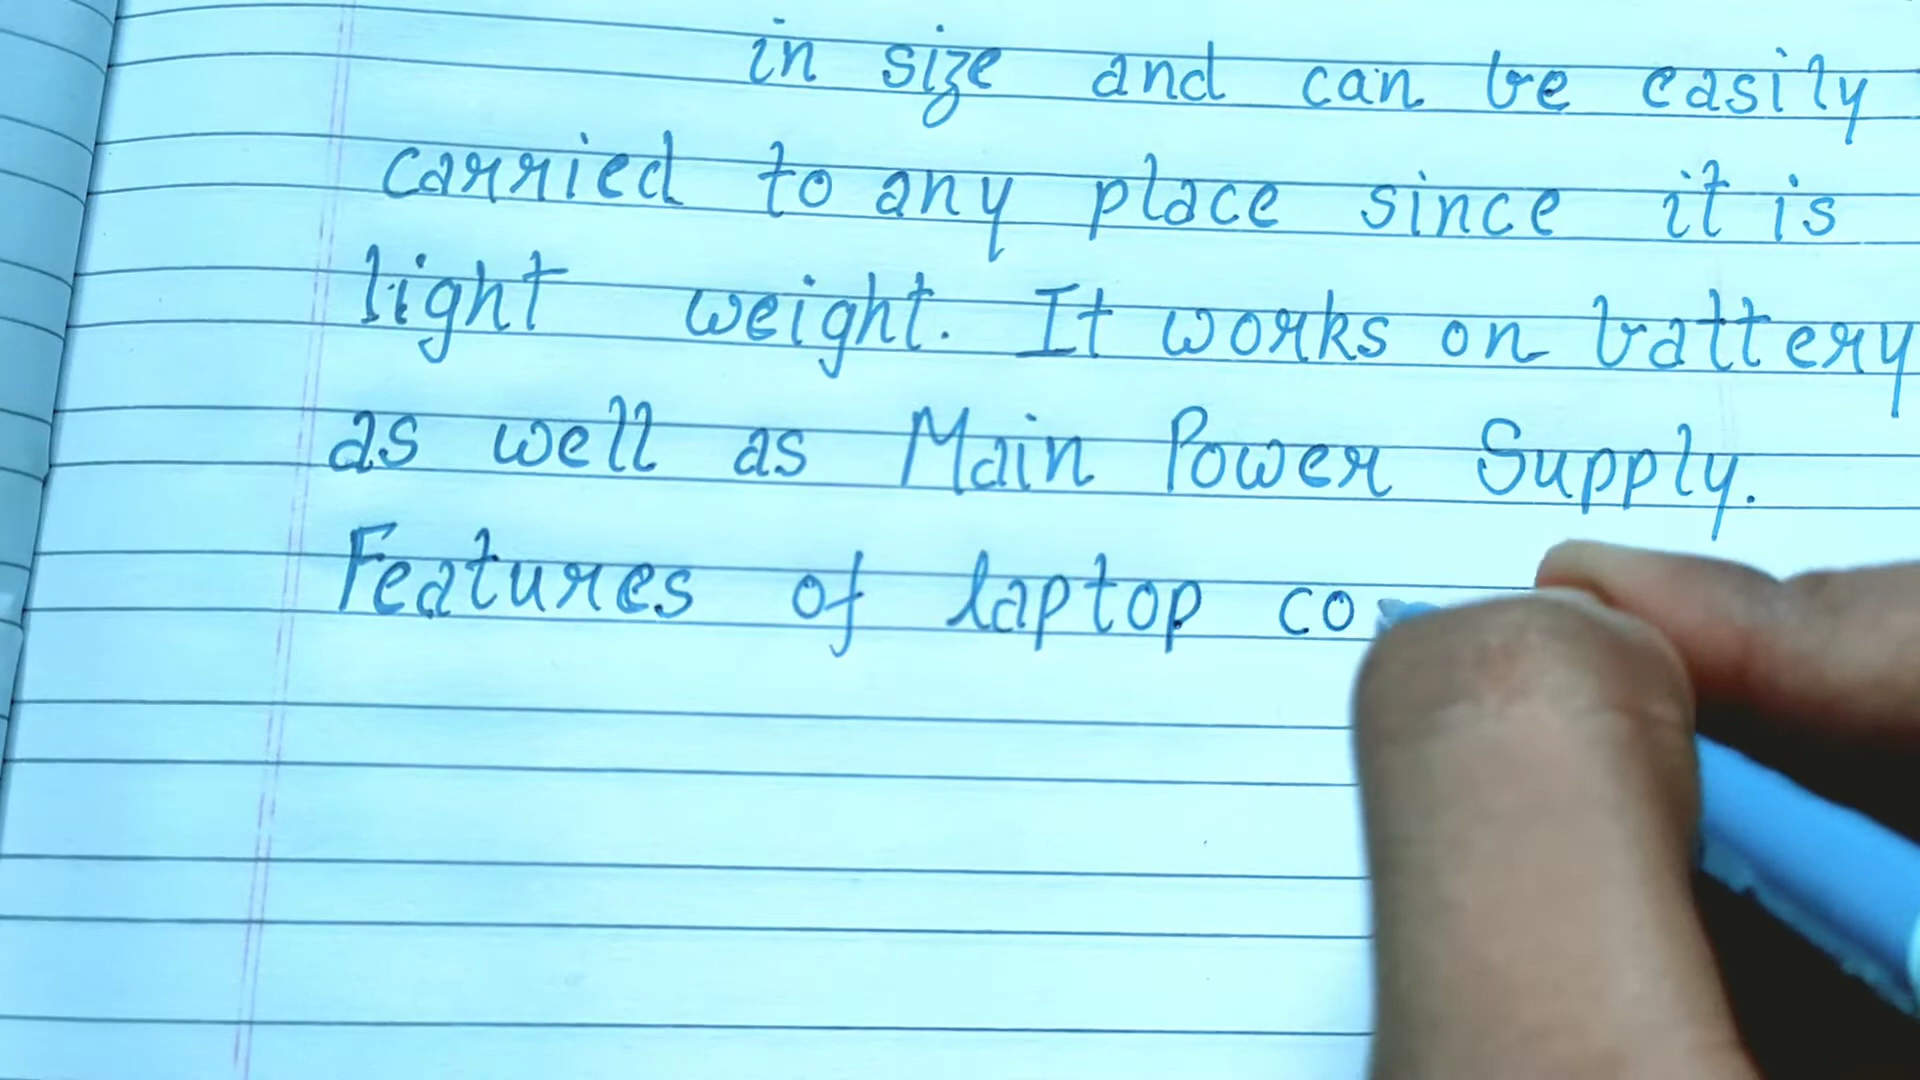 in size and can be easily
carried to any place since it is
light weight. It works on battery
as well as Main Power Supply.
Features of laptop co